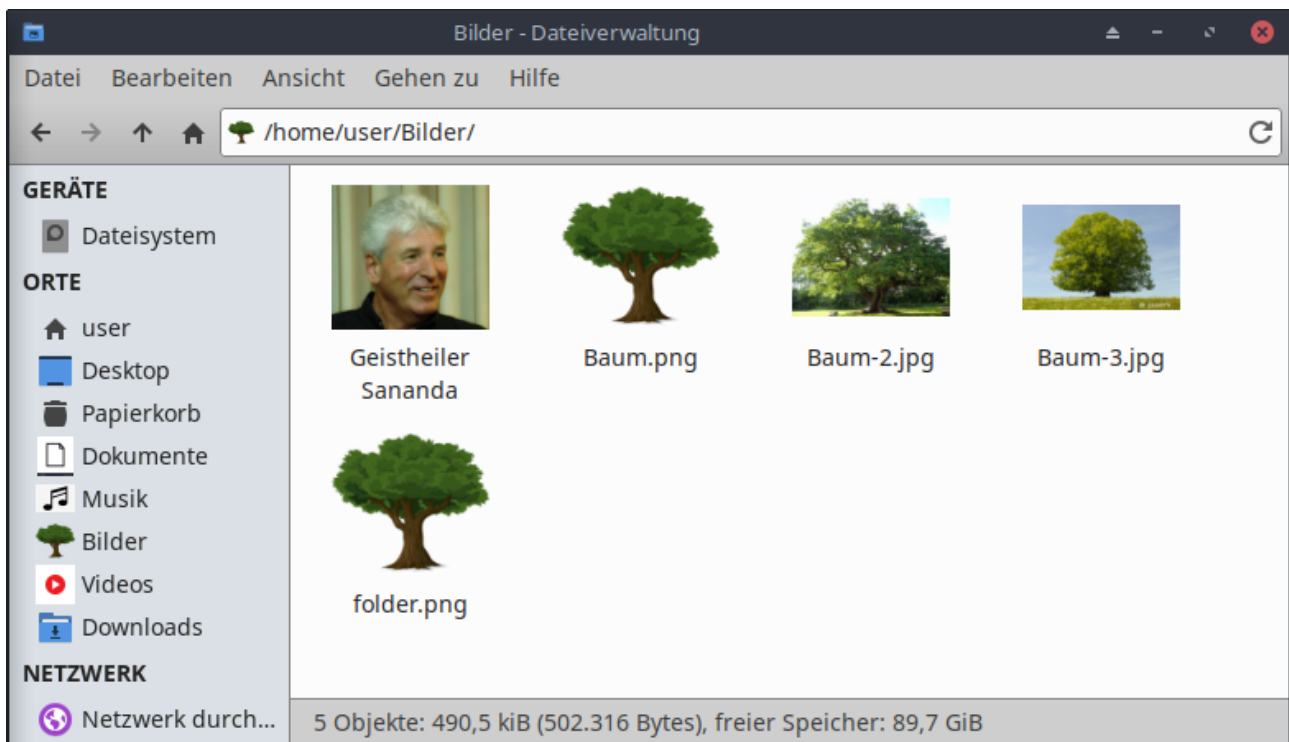 Bilder - Dateiverwaltung
Datei Bearbeiten Ansicht Gehen zu Hilfe
/home/user/Bilder/
GERÄTE
Dateisystem
ORTE
user
Desktop
Papierkorb
Dokumente
Musik
Bilder
Videos
Downloads
NETZWERK
Netzwerk durch...
Geistheiler
Sananda
Baum.png
Baum-2.jpg
Baum-3.jpg
folder.png
5 Objekte: 490,5 kiB (502.316 Bytes), freier Speicher: 89,7 GiB